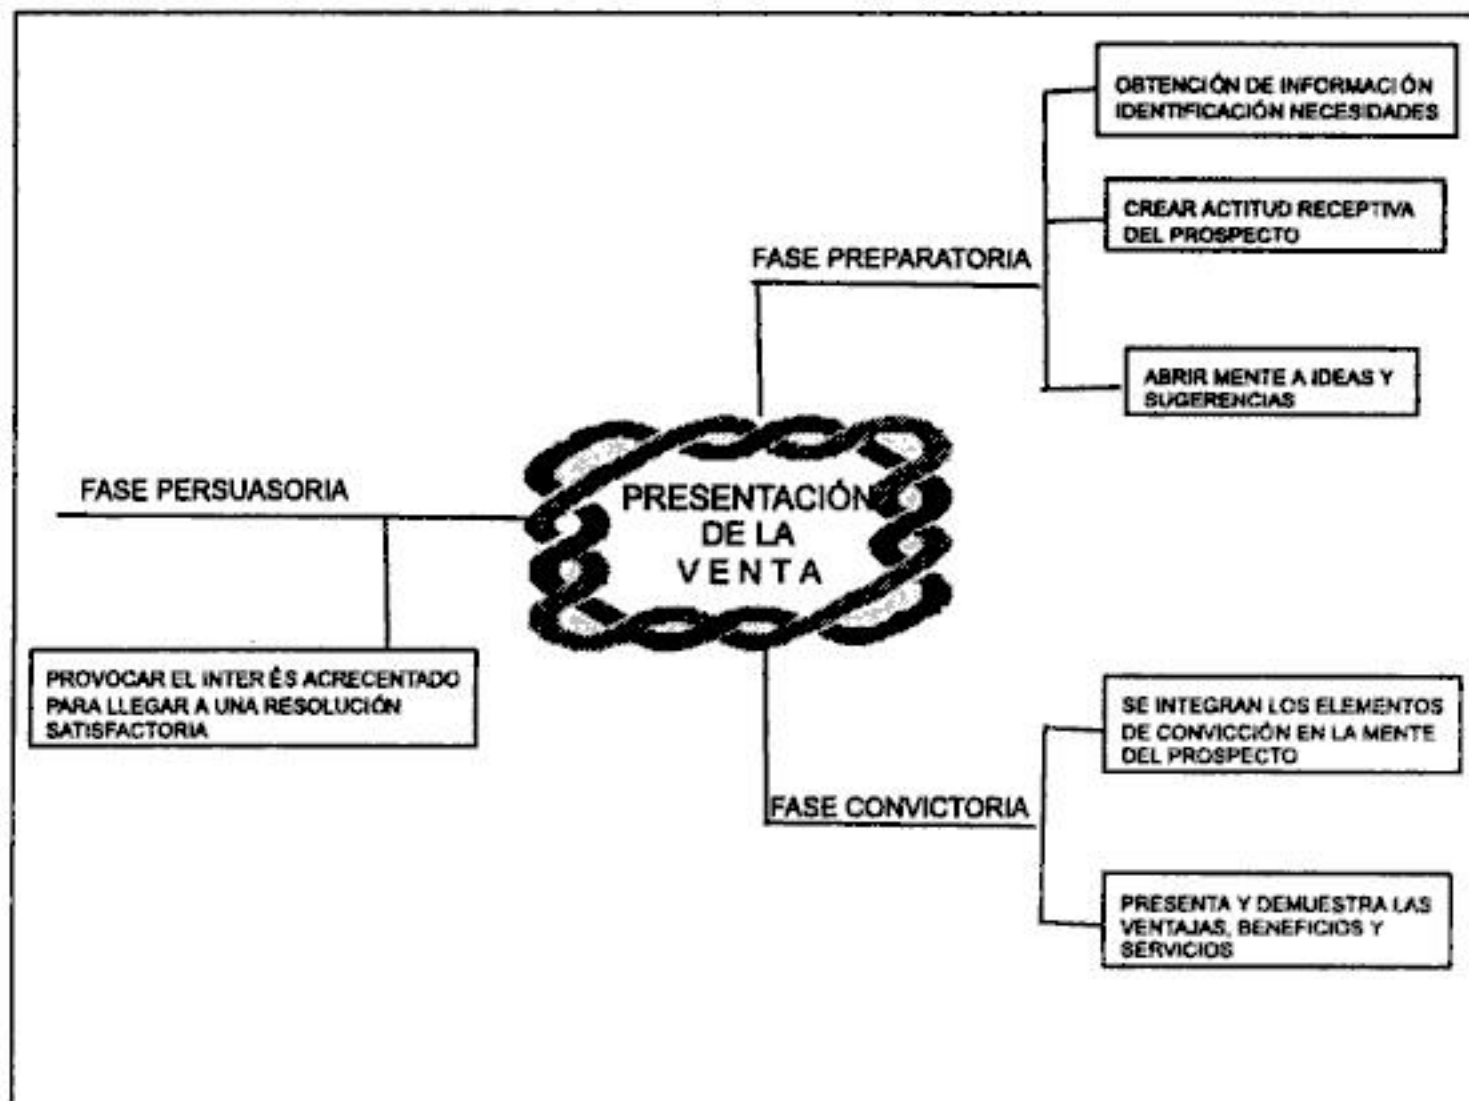 OBTENCIÓN DE INFORMACIÓN
IDENTIFICACIÓN NECESIDADES
CREAR ACTITUD RECEPTIVA
DEL PROSPECTO
FASE PREPARATORIA
ABRIR MENTE A IDEAS Y
SUGERENCIAS
FASE PERSUASORIA
PRESENTACIÓN
DE LA
VENTA
PROVOCAR EL INTERÉS ACRECENTADO
PARA LLEGAR A UNA RESOLUCIÓN
SATISFACTORIA
SE INTEGRAN LOS ELEMENTOS
DE CONVICCIÓN EN LA MENTE
DEL PROSPECTO
FASE CONVICTORIA
PRESENTA Y DEMUESTRA LAS
VENTAJAS, BENEFICIOS Y
SERVICIOS